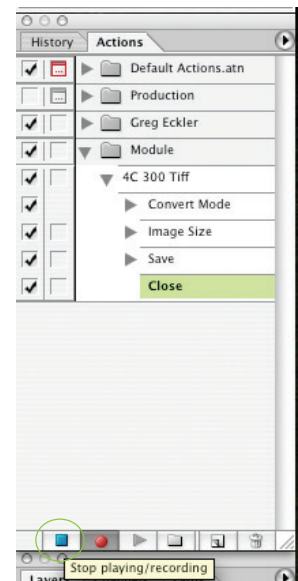 History Actions
Default Actions.atn
Production
Greg Eckler
Module
4C 300 Tiff
Convert Mode
Image Size
Save
Close
Stop playing/recording